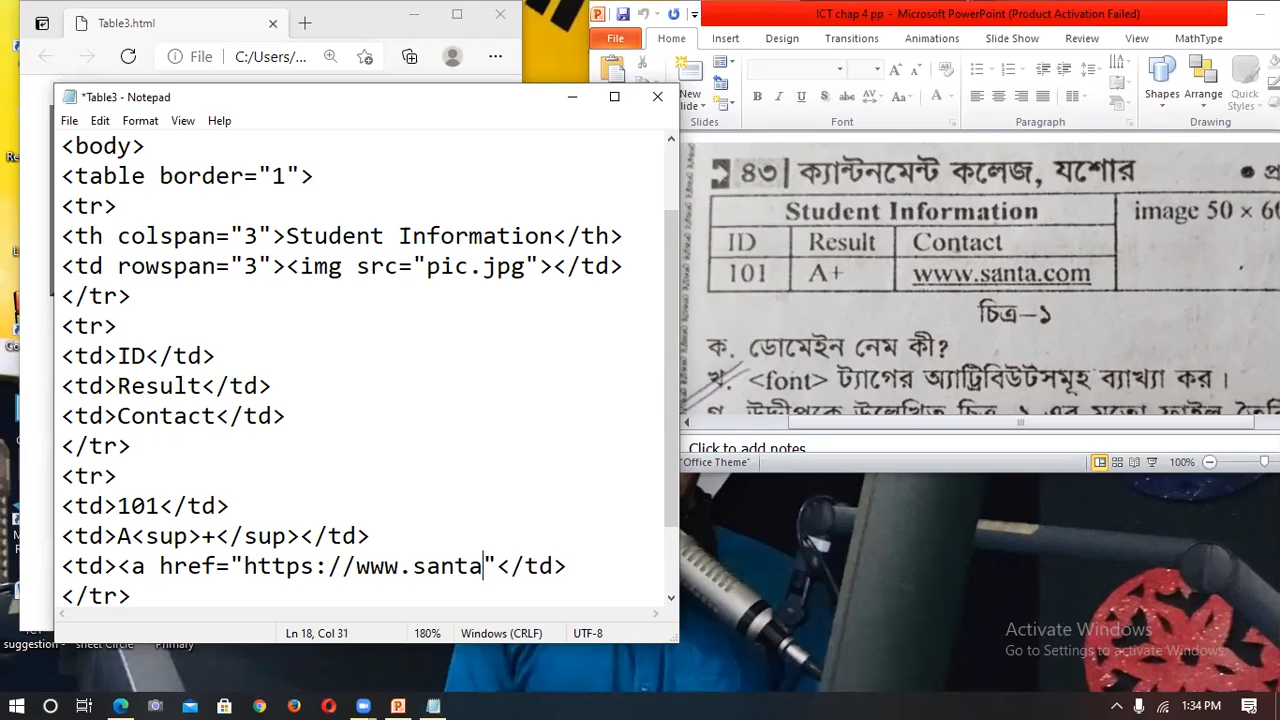 Table3.html
File
C:/Users/...
ICT chap 4 pp - Microsoft PowerPoint (Product Activation Failed)
File Home Insert Design Transitions Animations Slide Show Review View MathType
New
Slide
Slides
Font
Paragraph
Shapes Arrange Quick
Styles
Drawing
*Table3 - Notepad
File Edit Format View Help
<body>
<table border="1">
<tr>
<th colspan="3">Student Information</th>
<td rowspan="3"><img src="pic.jpg"></td>
</tr>
<tr>
<td>ID</td>
<td>Result</td>
<td>Contact</td>
</tr>
<tr>
<td>101</td>
<td>A<sup>+</sup></td>
<td><a href="https://www.santa"</td>
</tr>
Ln 18, Col 31 180% Windows (CRLF) UTF-8
৪৩ ক্যান্টনমেন্ট কলেজ, যশোর
Student Information image 50 ×
ID Result Contact
101 A+ www.santa.com
চিত্র–১
ক. ডোমেইন নেম কী?
খ. <font> ট্যাগের অ্যাট্রিবিউটসমূহ ব্যাখ্যা কর।
Click to add notes
"Office Theme" 100%
suggestion sheet Circle Primary
Activate Windows
Go to Settings to activate Windows.
1:34 PM